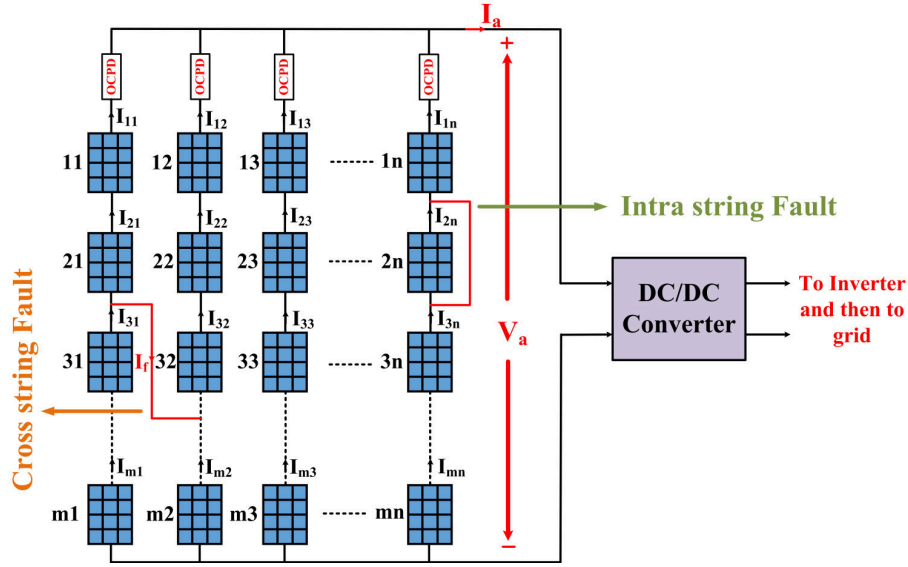 Ia
+
OCPD OCPD OCPD OCPD
I11 I12 I13 I1n
11 12 13 1n
Intra string Fault
I21 I22 I23 I2n
21 22 23 2n
DC/DC
Converter
To Inverter
and then to
grid
I31 I32 I33 I3n
Va
31 If 32 33 3n
Cross string Fault
Im1 Im2 Im3 Imn
m1 m2 m3 mn
−